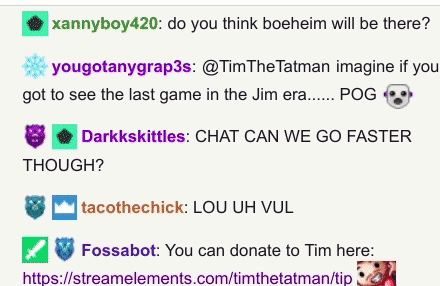 xannyboy420: do you think boeheim will be there?
yougotanygrap3s: @TimTheTatman imagine if you
got to see the last game in the Jim era...... POG
Darkkskittles: CHAT CAN WE GO FASTER
THOUGH?
tacothechick: LOU UH VUL
Fossabot: You can donate to Tim here:
https://streamelements.com/timthetatman/tip